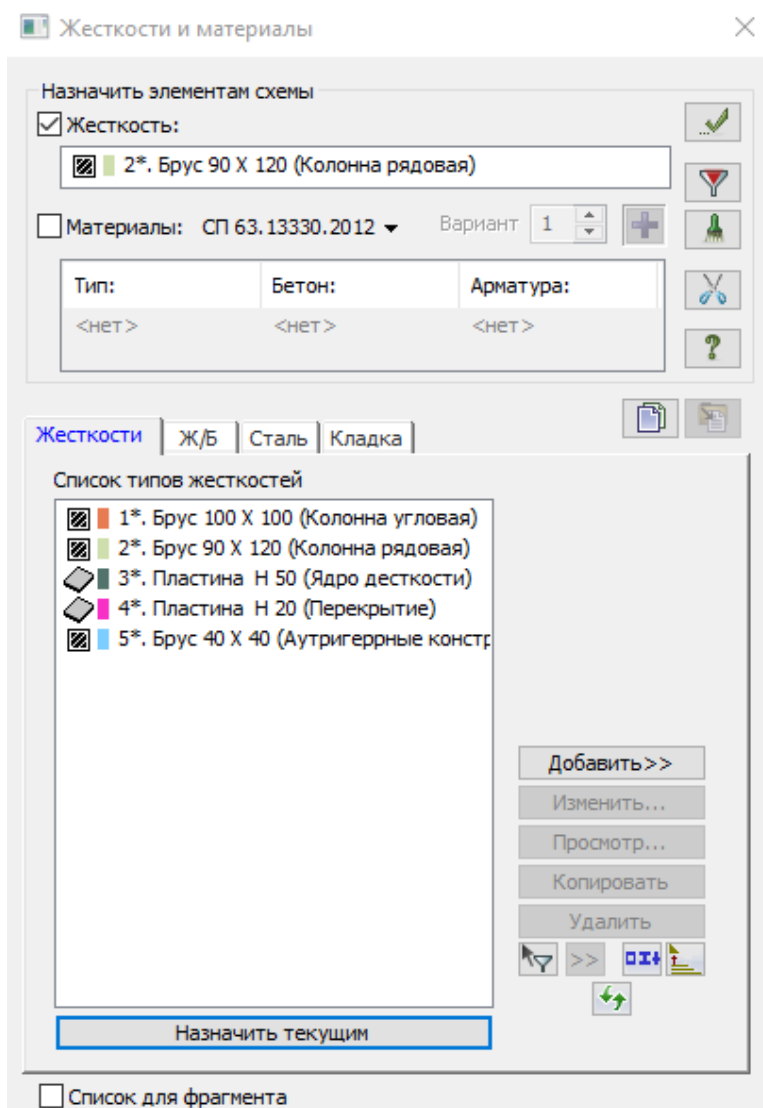 Жесткости и материалы
Назначить элементам схемы
Жесткость:
2*. Брус 90 X 120 (Колонна рядовая)
Материалы: СП 63.13330.2012 Вариант 1
Тип: Бетон: Арматура:
<нет> <нет> <нет>
Жесткости Ж/Б Сталь Кладка
Список типов жесткостей
1*. Брус 100 X 100 (Колонна угловая)
2*. Брус 90 X 120 (Колонна рядовая)
3*. Пластина H 50 (Ядро десткости)
4*. Пластина H 20 (Перекрытие)
5*. Брус 40 X 40 (Аутригеррные констр
Добавить>>
Изменить...
Просмотр...
Копировать
Удалить
>>
Назначить текущим
Список для фрагмента